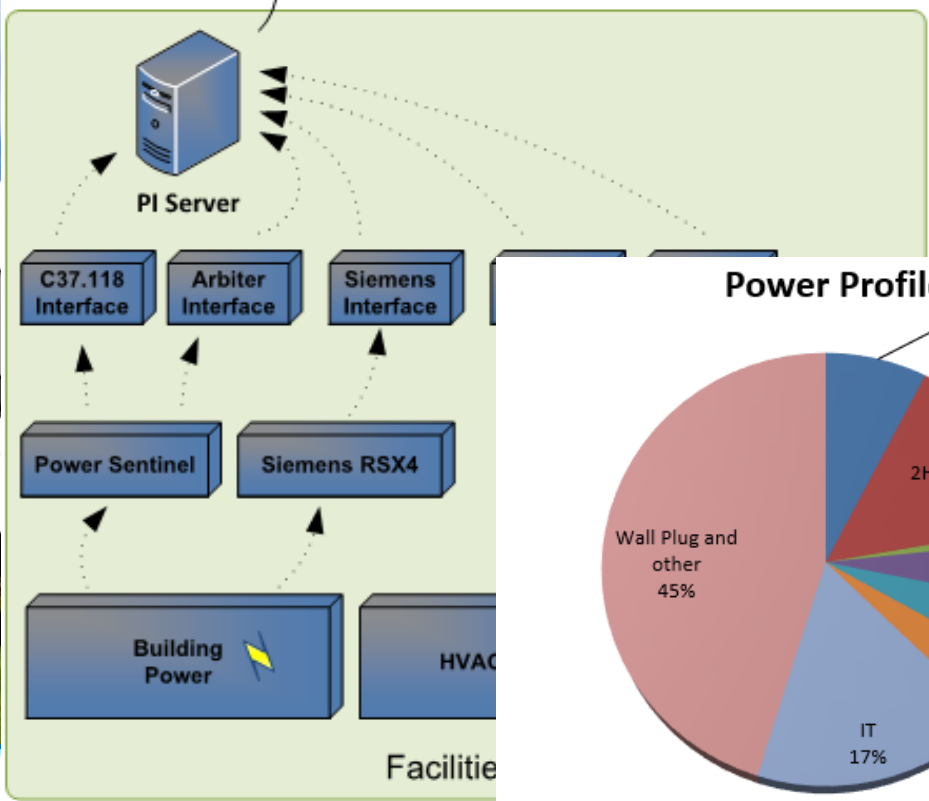 PI Server
C37.118
Interface
Arbiter
Interface
Siemens
Interface
Power Sentinel
Siemens RSX4
Building
Power
HVAC
Facilitie
Power Profil
2H
Wall Plug and
other
45%
IT
17%